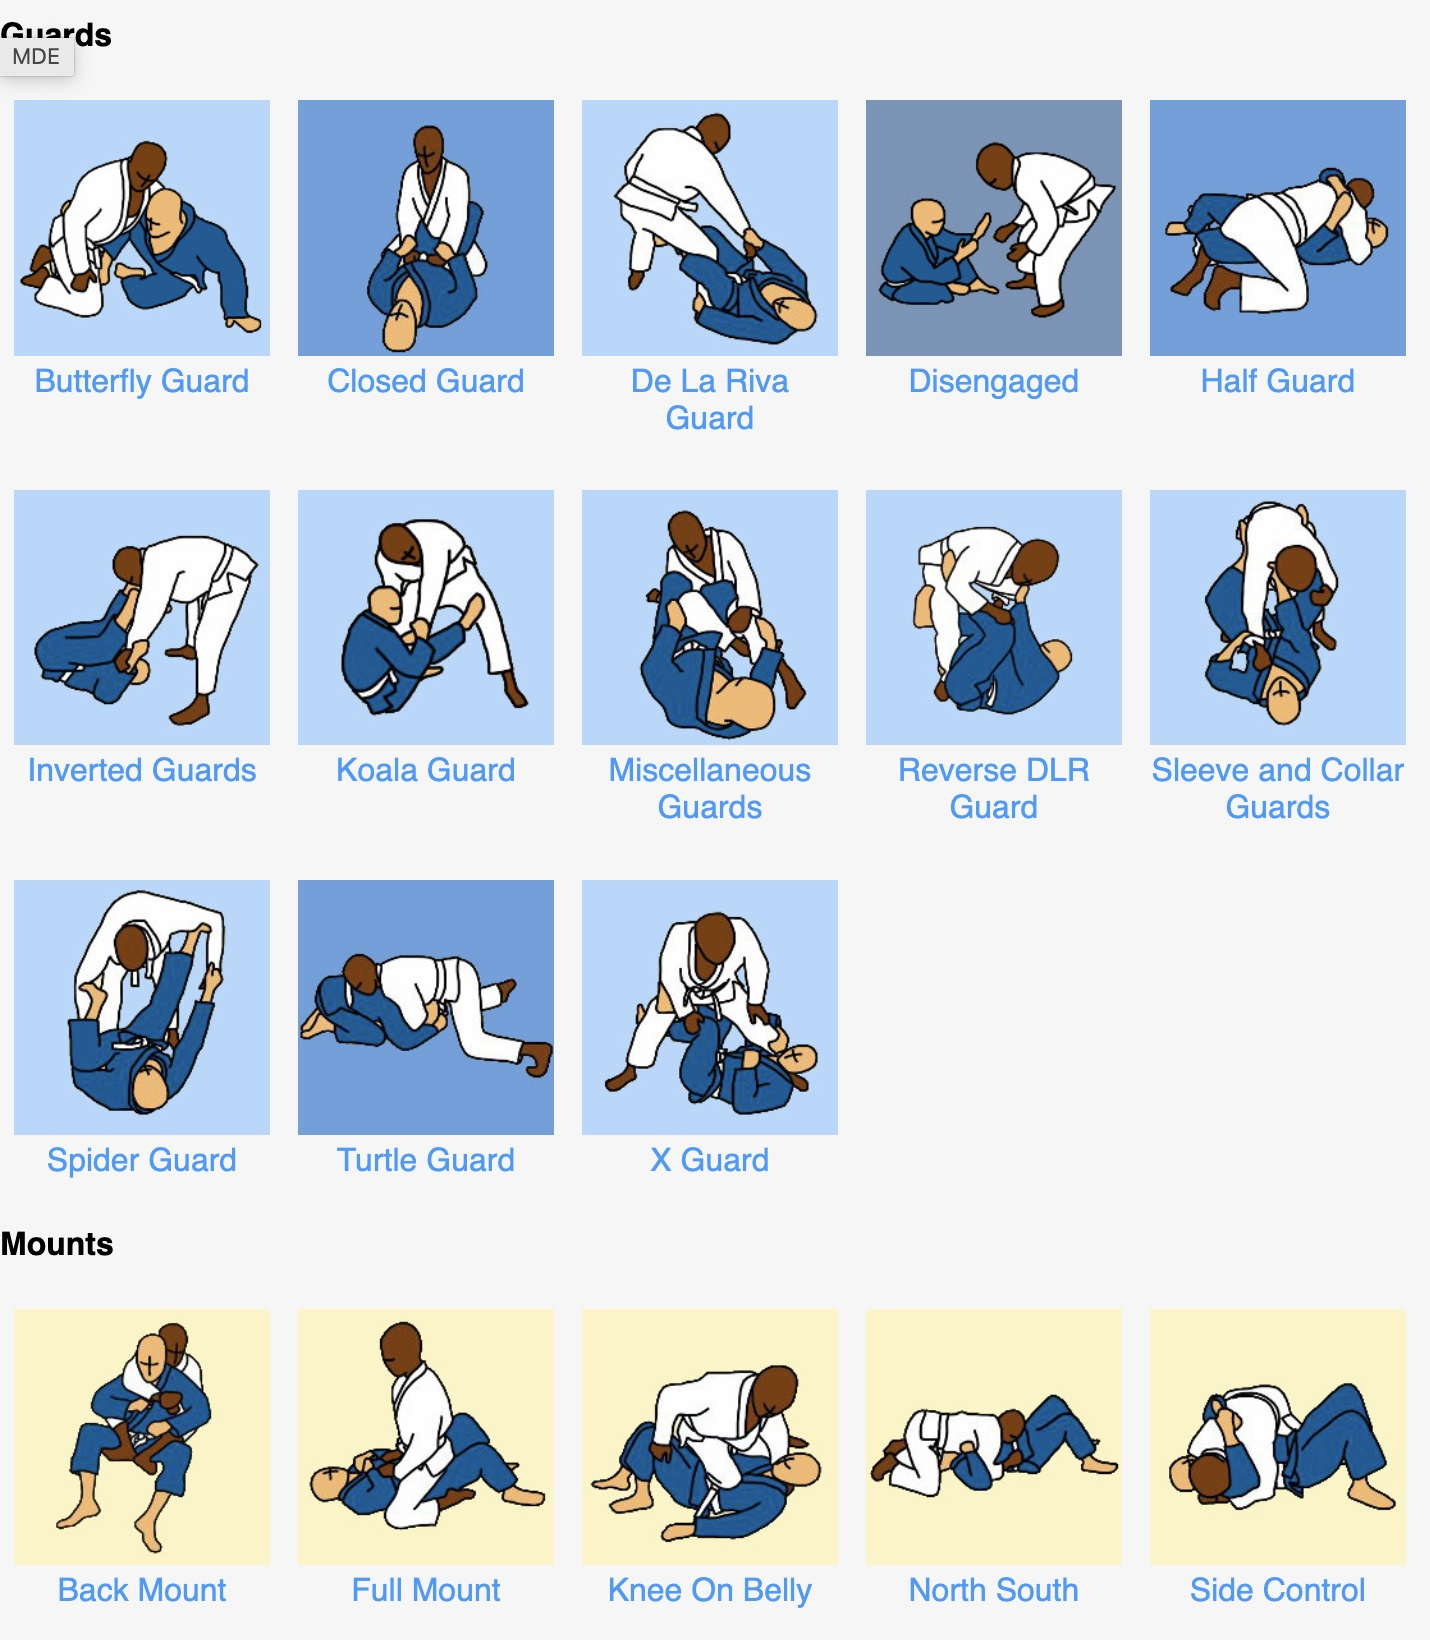 Guards
MDE
Butterfly Guard
Closed Guard
De La Riva
Guard
Disengaged
Half Guard
Inverted Guards
Koala Guard
Miscellaneous
Guards
Reverse DLR
Guard
Sleeve and Collar
Guards
Spider Guard
Turtle Guard
X Guard
Mounts
Back Mount
Full Mount
Knee On Belly
North South
Side Control